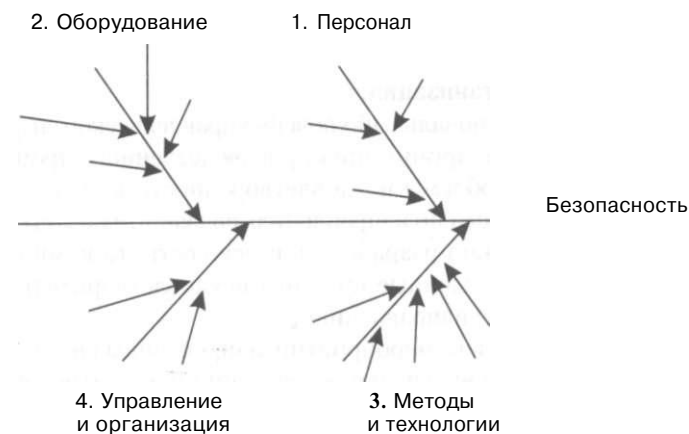 2. Оборудование
1. Персонал
Безопасность
4. Управление
и организация
3. Методы
и технологии